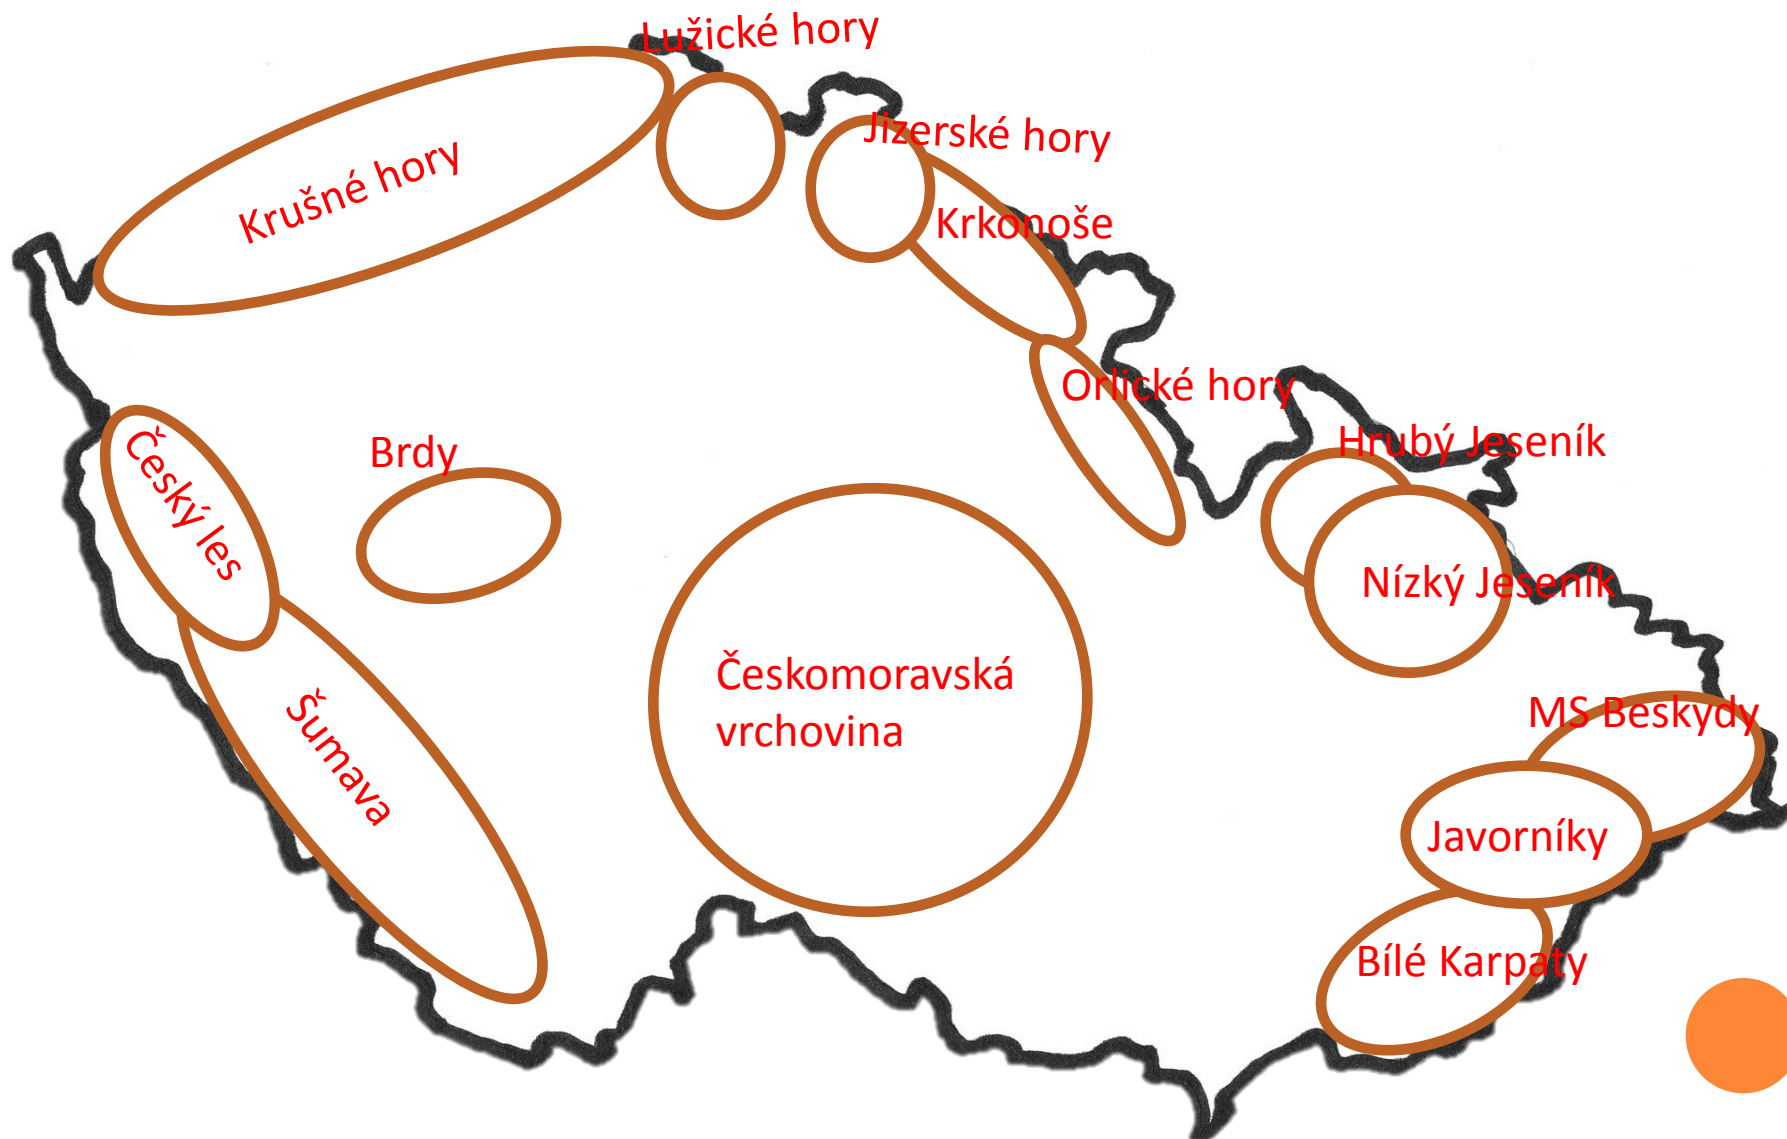 Lužické hory
Jizerské hory
Krušné hory
Krkonoše
Orlické hory
Brdy
Hrubý Jeseník
Český les
Nízký Jeseník
Českomoravská
vrchovina
Šumava
MS Beskydy
Javorníky
Bílé Karpaty